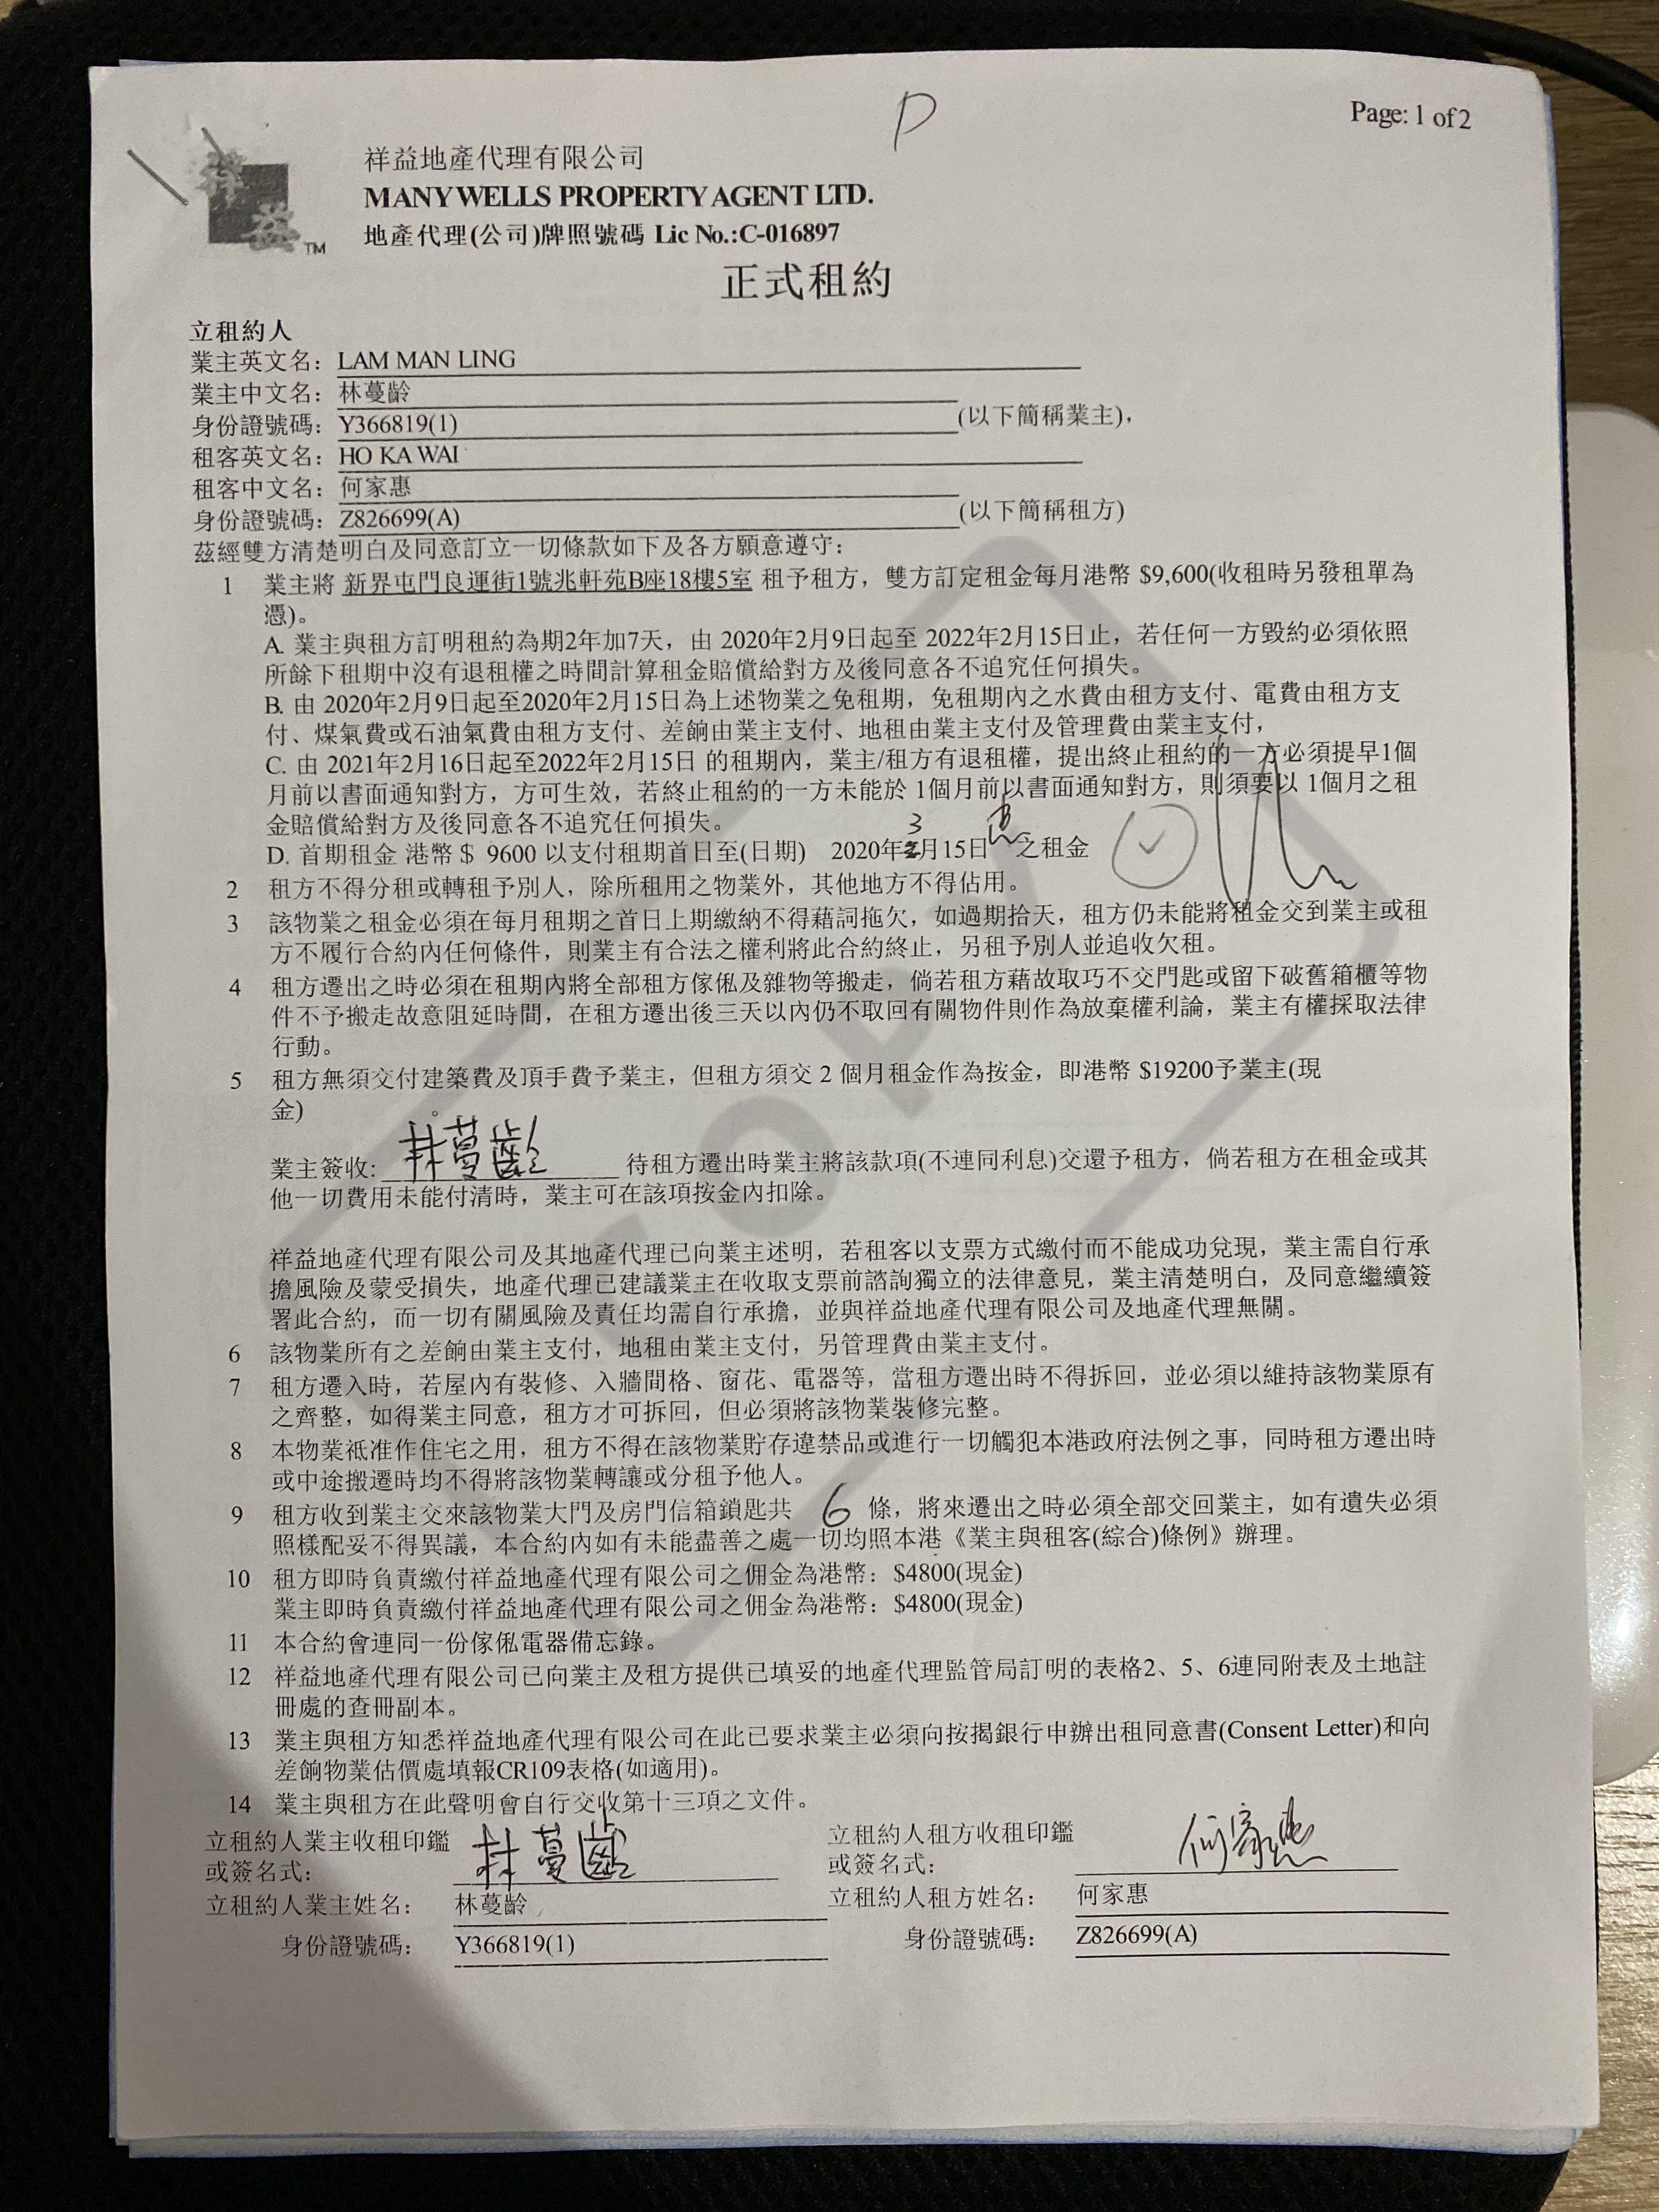 P
Page: 1 of 2
祥益
TM
祥益地產代理有限公司
MANYWELLS PROPERTY AGENT LTD.
地產代理(公司)牌照號碼 Lic No.:C-016897
正式租約
立租約人
業主英文名: LAM MAN LING
業主中文名: 林蔓齡
身份證號碼: Y366819(1) (以下簡稱業主),
租客英文名: HO KA WAI
租客中文名: 何家惠
身份證號碼: Z826699(A) (以下簡稱租方)
茲經雙方清楚明白及同意訂立一切條款如下及各方願意遵守:
1 業主將 新界屯門良運街1號兆軒苑B座18樓5室 租予租方，雙方訂定租金每月港幣 $9,600(收租時另發租單為
憑)。
A. 業主與租方訂明租約為期2年加7天，由 2020年2月9日起至 2022年2月15日止，若任何一方毀約必須依照
所餘下租期中沒有退租權之時間計算租金賠償給對方及後同意各不追究任何損失。
B. 由 2020年2月9日起至2020年2月15日為上述物業之免租期，免租期內之水費由租方支付、電費由租方支
付、煤氣費或石油氣費由租方支付、差餉由業主支付、地租由業主支付及管理費由業主支付，
C. 由 2021年2月16日起至2022年2月15日 的租期內，業主/租方有退租權，提出終止租約的一方必須提早1個
月前以書面通知對方，方可生效，若終止租約的一方未能於 1個月前以書面通知對方，則須要以 1個月之租
金賠償給對方及後同意各不追究任何損失。
D. 首期租金 港幣 $ 9600 以支付租期首日至(日期) 2020年3月15日 之租金
2 租方不得分租或轉租予別人，除所租用之物業外，其他地方不得佔用。
3 該物業之租金必須在每月租期之首日上期繳納不得藉詞拖欠，如過期拾天，租方仍未能將租金交到業主或租
方不履行合約內任何條件，則業主有合法之權利將此合約終止，另租予別人並追收欠租。
4 租方遷出之時必須在租期內將全部租方傢俬及雜物等搬走，倘若租方藉故取巧不交門匙或留下破舊箱櫃等物
件不予搬走故意阻延時間，在租方遷出後三天以內仍不取回有關物件則作為放棄權利論，業主有權採取法律
行動。
5 租方無須交付建築費及頂手費予業主，但租方須交 2 個月租金作為按金，即港幣 $19200予業主(現
金) 。
業主簽收: 林蔓齡 待租方遷出時業主將該款項(不連同利息)交還予租方，倘若租方在租金或其
他一切費用未能付清時，業主可在該項按金內扣除。
祥益地產代理有限公司及其地產代理已向業主述明，若租客以支票方式繳付而不能成功兌現，業主需自行承
擔風險及蒙受損失，地產代理已建議業主在收取支票前諮詢獨立的法律意見，業主清楚明白，及同意繼續簽
署此合約，而一切有關風險及責任均需自行承擔，並與祥益地產代理有限公司及地產代理無關。
6 該物業所有之差餉由業主支付，地租由業主支付，另管理費由業主支付。
7 租方遷入時，若屋內有裝修、入牆間格、窗花、電器等，當租方遷出時不得拆回，並必須以維持該物業原有
之齊整，如得業主同意，租方才可拆回，但必須將該物業裝修完整。
8 本物業祗准作住宅之用，租方不得在該物業貯存違禁品或進行一切觸犯本港政府法例之事，同時租方遷出時
或中途搬遷時均不得將該物業轉讓或分租予他人。
9 租方收到業主交來該物業大門及房門信箱鎖匙共 6 條，將來遷出之時必須全部交回業主，如有遺失必須
照樣配妥不得異議，本合約內如有未能盡善之處一切均照本港《業主與租客(綜合)條例》辦理。
10 租方即時負責繳付祥益地產代理有限公司之佣金為港幣: $4800(現金)
業主即時負責繳付祥益地產代理有限公司之佣金為港幣: $4800(現金)
11 本合約會連同一份傢俬電器備忘錄。
12 祥益地產代理有限公司已向業主及租方提供已填妥的地產代理監管局訂明的表格2、5、6連同附表及土地註
冊處的查冊副本。
13 業主與租方知悉祥益地產代理有限公司在此已要求業主必須向按揭銀行申辦出租同意書(Consent Letter)和向
差餉物業估價處填報CR109表格(如適用)。
14 業主與租方在此聲明會自行交收第十三項之文件。
立租約人業主收租印鑑 林蔓齡 立租約人租方收租印鑑 何家惠
或簽名式: 或簽名式:
立租約人業主姓名: 林蔓齡 立租約人租方姓名: 何家惠
身份證號碼: Y366819(1) 身份證號碼: Z826699(A)
COPY